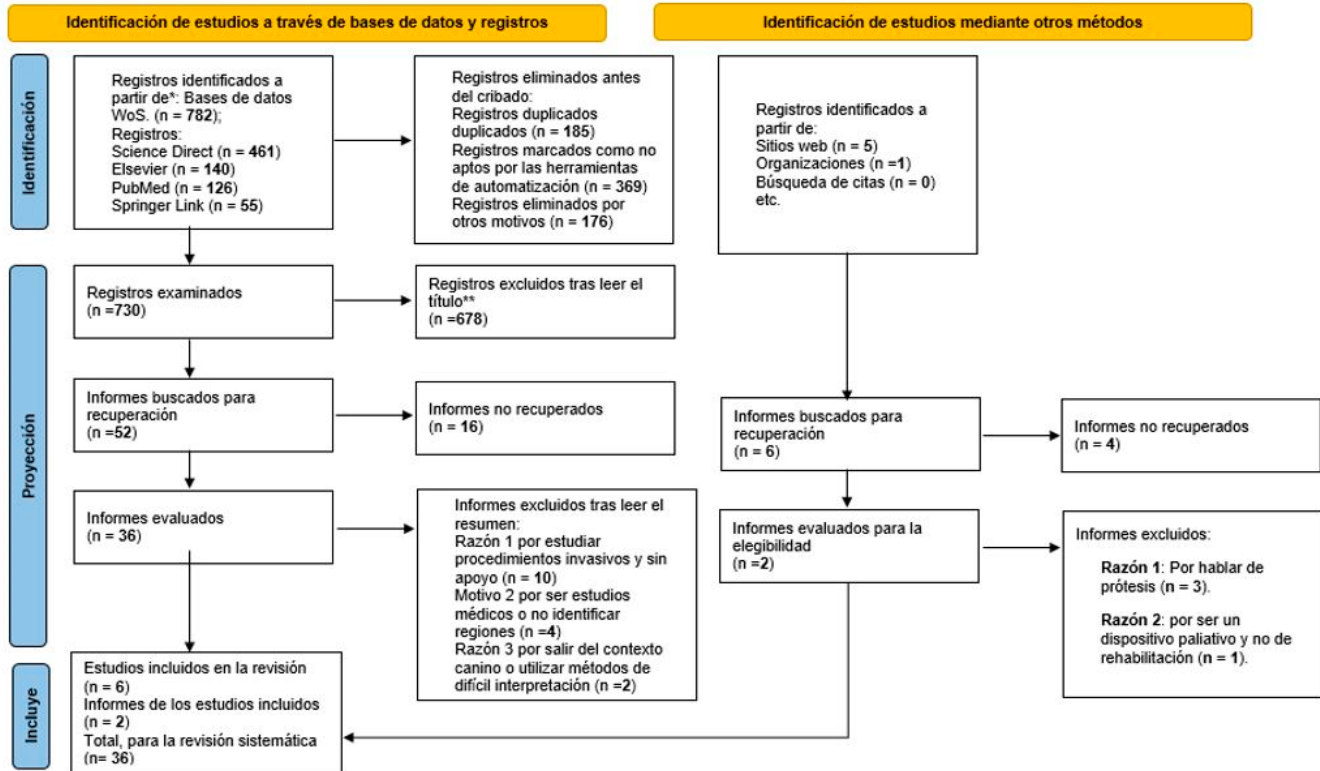 Identificación de estudios a través de bases de datos y registros
Identificación de estudios mediante otros métodos
Identificación
Registros identificados a
partir de*: Bases de datos
WoS. (n = 782);
Registros:
Science Direct (n = 461)
Elsevier (n = 140)
PubMed (n = 126)
Springer Link (n = 55)
Registros eliminados antes
del cribado:
Registros duplicados
duplicados (n = 185)
Registros marcados como no
aptos por las herramientas
de automatización (n = 369)
Registros eliminados por
otros motivos (n = 176)
Registros identificados a
partir de:
Sitios web (n = 5)
Organizaciones (n =1)
Búsqueda de citas (n = 0)
etc.
Proyección
Registros examinados
(n =730)
Registros excluidos tras leer el
título**
(n =678)
Informes buscados para
recuperación
(n =52)
Informes no recuperados
(n = 16)
Informes buscados para
recuperación
(n = 6)
Informes no recuperados
(n = 4)
Informes evaluados
(n = 36)
Informes excluidos tras leer el
resumen:
Razón 1 por estudiar
procedimientos invasivos y sin
apoyo (n = 10)
Motivo 2 por ser estudios
médicos o no identificar
regiones (n =4)
Razón 3 por salir del contexto
canino o utilizar métodos de
difícil interpretación (n =2)
Informes evaluados para la
elegibilidad
(n =2)
Informes excluidos:
Razón 1: Por hablar de
prótesis (n = 3).
Razón 2: por ser un
dispositivo paliativo y no de
rehabilitación (n = 1).
Incluye
Estudios incluidos en la revisión
(n = 6)
Informes de los estudios incluidos
(n = 2)
Total, para la revisión sistemática
(n= 36)